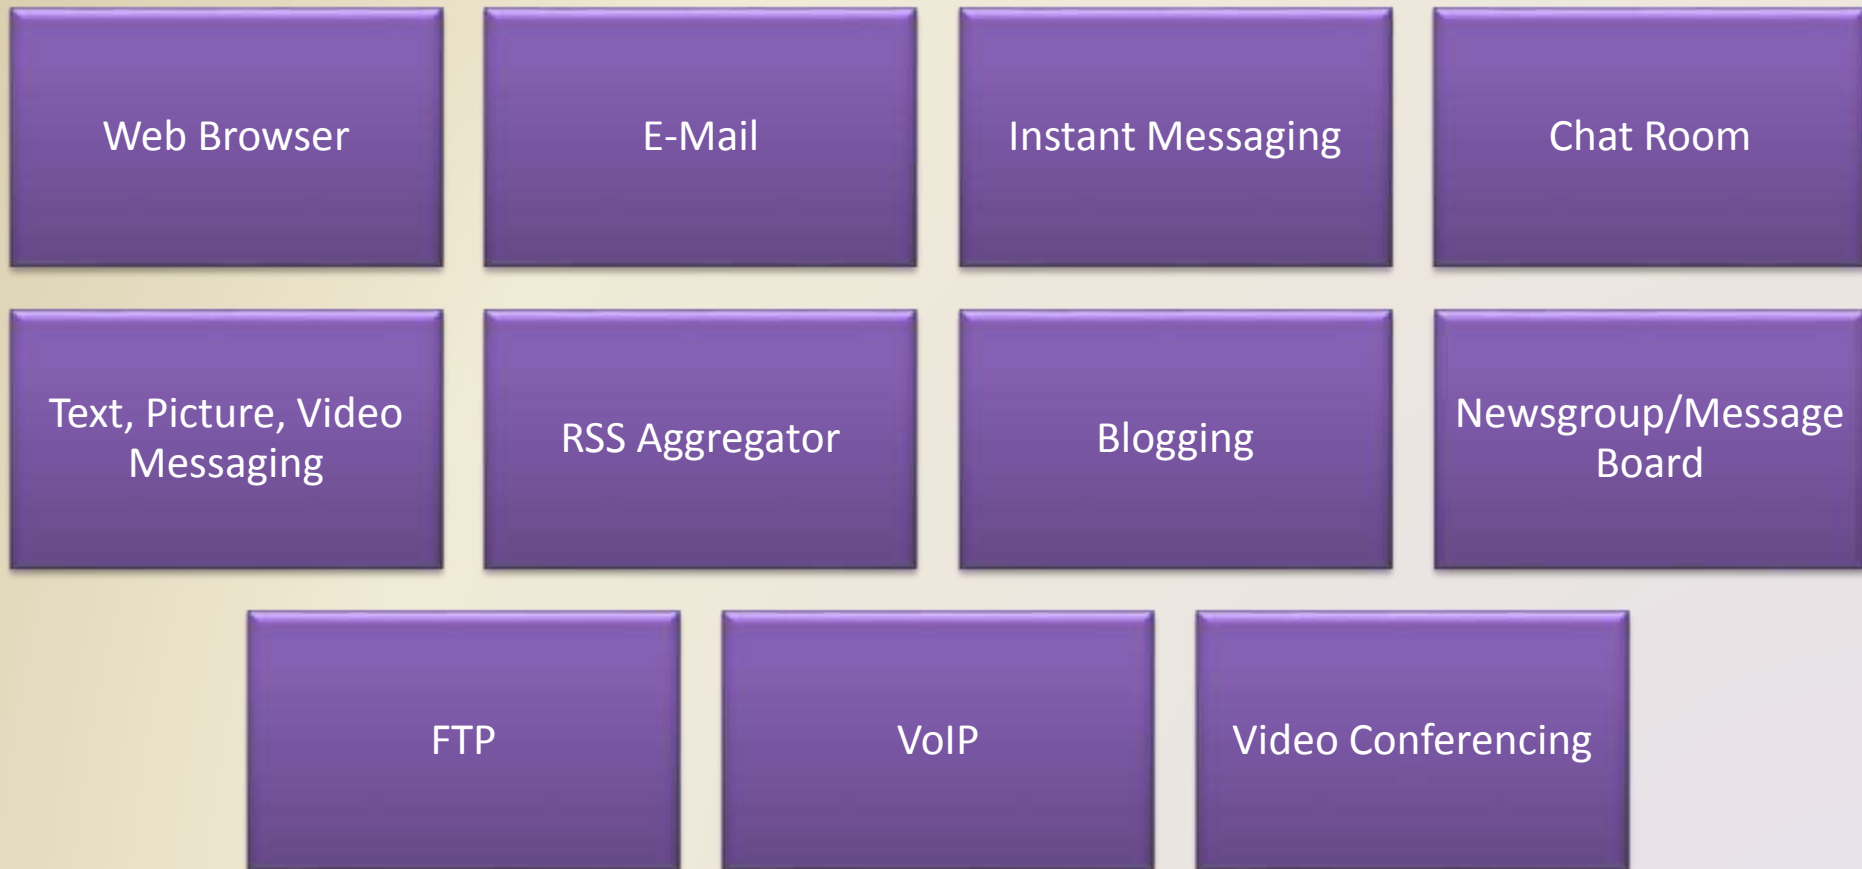 Web Browser
E-Mail
Instant Messaging
Chat Room
Text, Picture, Video
Messaging
RSS Aggregator
Blogging
Newsgroup/Message
Board
FTP
VoIP
Video Conferencing